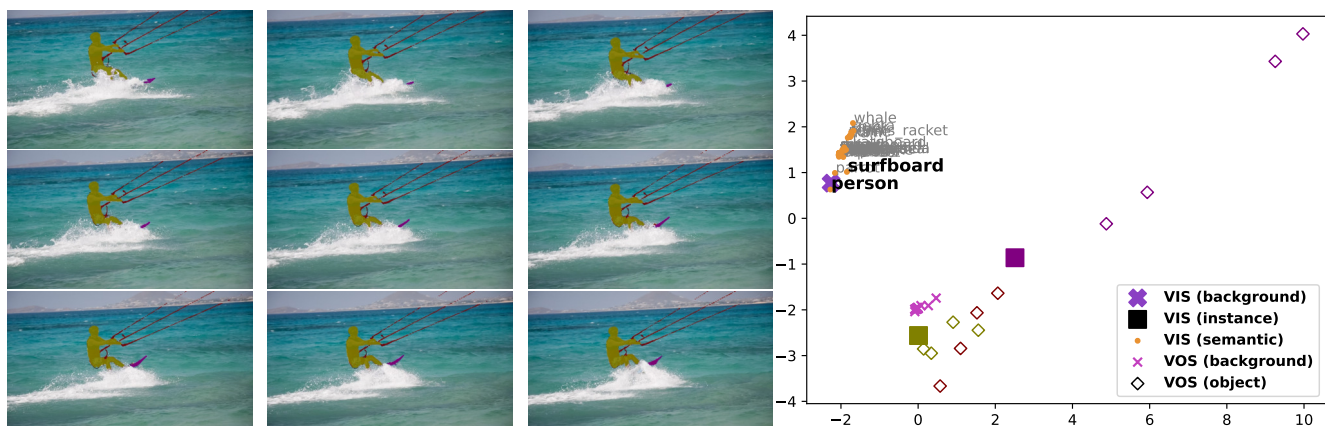 4
3
2
1
0
−1
−2
−3
−4
whale
racket
surfboard
person
VIS (background)
VIS (instance)
VIS (semantic)
VOS (background)
VOS (object)
−2
0
2
4
6
8
10